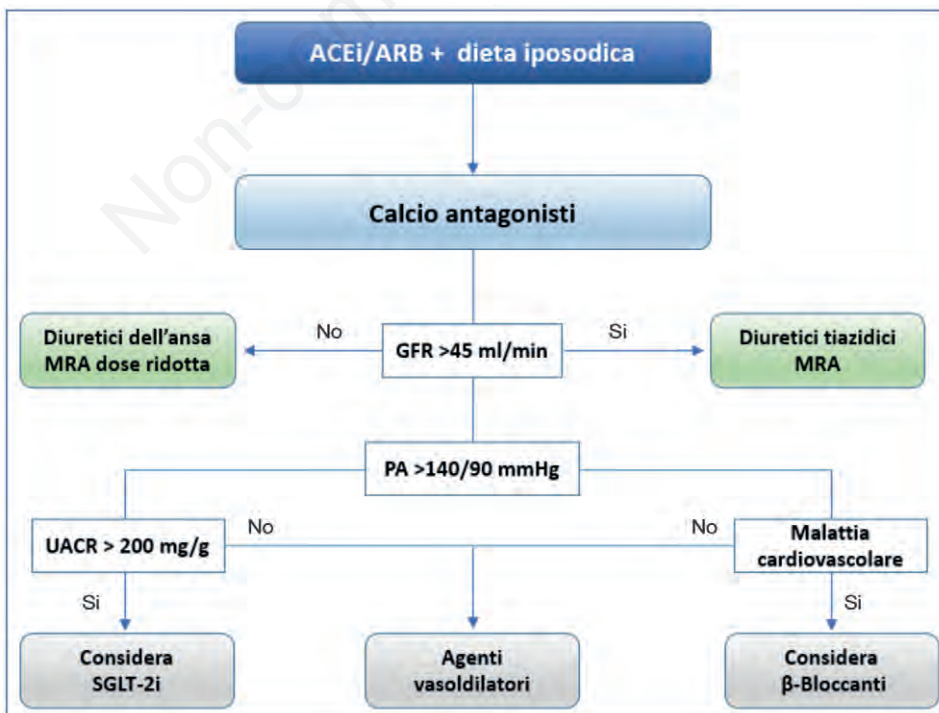 ACEi/ARB + dieta iposodica
Calcio antagonisti
Diuretici dell'ansa
MRA dose ridotta
No
GFR >45 ml/min
Si
Diuretici tiazidici
MRA
PA >140/90 mmHg
UACR > 200 mg/g
No
No
Malattia
cardiovascolare
Si
Si
Considera
SGLT-2i
Agenti
vasoldilatori
Considera
β-Bloccanti